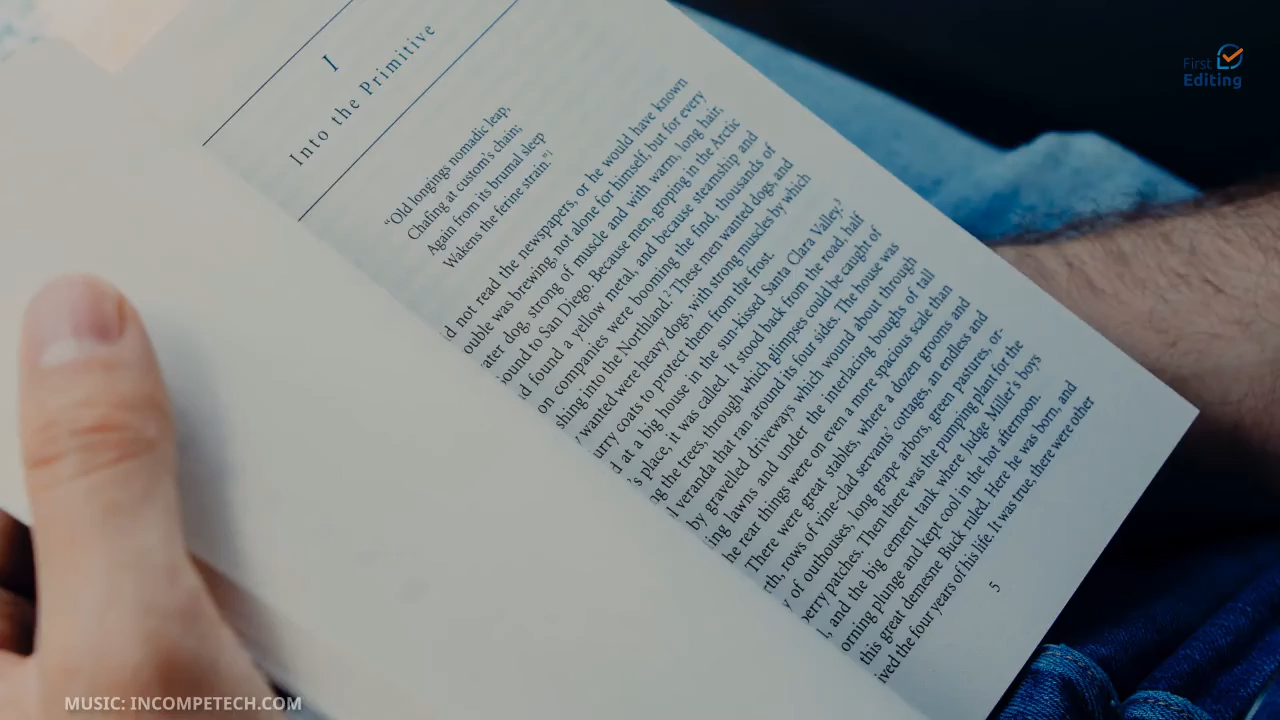 First
Editing
I
Into the Primitive
“Old longings nomadic leap,
Chafing at custom's chain;
Again from its brumal sleep
Wakens the ferine strain.”¹
d not read the newspapers, or he would have known
ouble was brewing, not alone for himself, but for every
ater dog, strong of muscle and with warm, long hair,
ound to San Diego. Because men, groping in the Arctic
d found a yellow metal, and because steamship and
on companies were booming the find, thousands of
shing into the Northland.² These men wanted dogs, and
y wanted were heavy dogs, with strong muscles by which
urry coats to protect them from the frost.
d at a big house in the sun-kissed Santa Clara Valley.³
's place, it was called. It stood back from the road, half
ng the trees, through which glimpses could be caught of
l veranda that ran around its four sides. The house was
by gravelled driveways which wound about through
ing lawns and under the interlacing boughs of tall
he rear things were on even a more spacious scale than
There were great stables, where a dozen grooms and
rth, rows of vine-clad servants' cottages, an endless and
y of outhouses, long grape arbors, green pastures, or-
berry patches. Then there was the pumping plant for the
l, and the big cement tank where Judge Miller's boys
orning plunge and kept cool in the hot afternoon.
this great demesne Buck ruled. Here he was born, and
ived the four years of his life. It was true, there were other
5
MUSIC: INCOMPETECH.COM